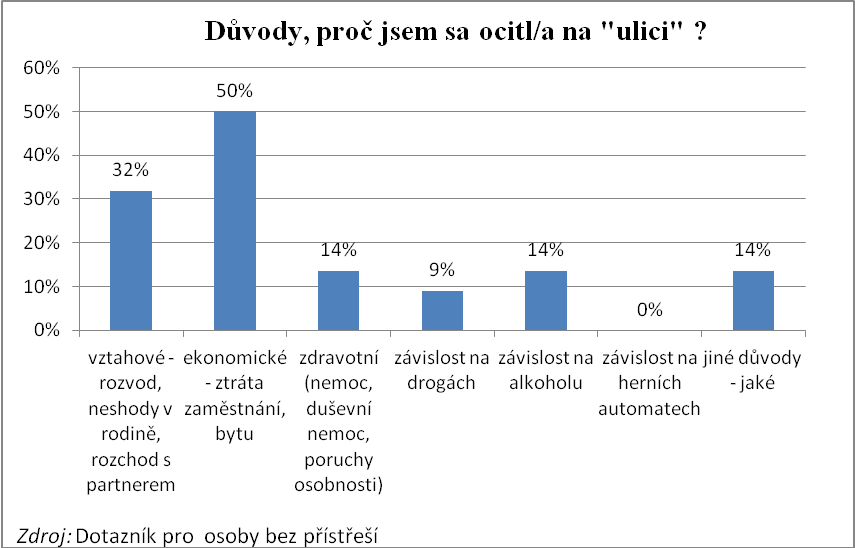 Důvody, proč jsem sa ocitl/a na "ulici" ?
60%
50%
40%
30%
20%
10%
0%
32%
50%
14%
9%
14%
0%
14%
vztahové -
rozvod,
neshody v
rodině,
rozchod s
partnerem
ekonomické
- ztráta
zaměstnání,
bytu
zdravotní
(nemoc,
duševní
nemoc,
poruchy
osobnosti)
závislost na
drogách
závislost na
alkoholu
závislost na
herních
automatech
jiné důvody
- jaké
Zdroj: Dotazník pro osoby bez přístřeší